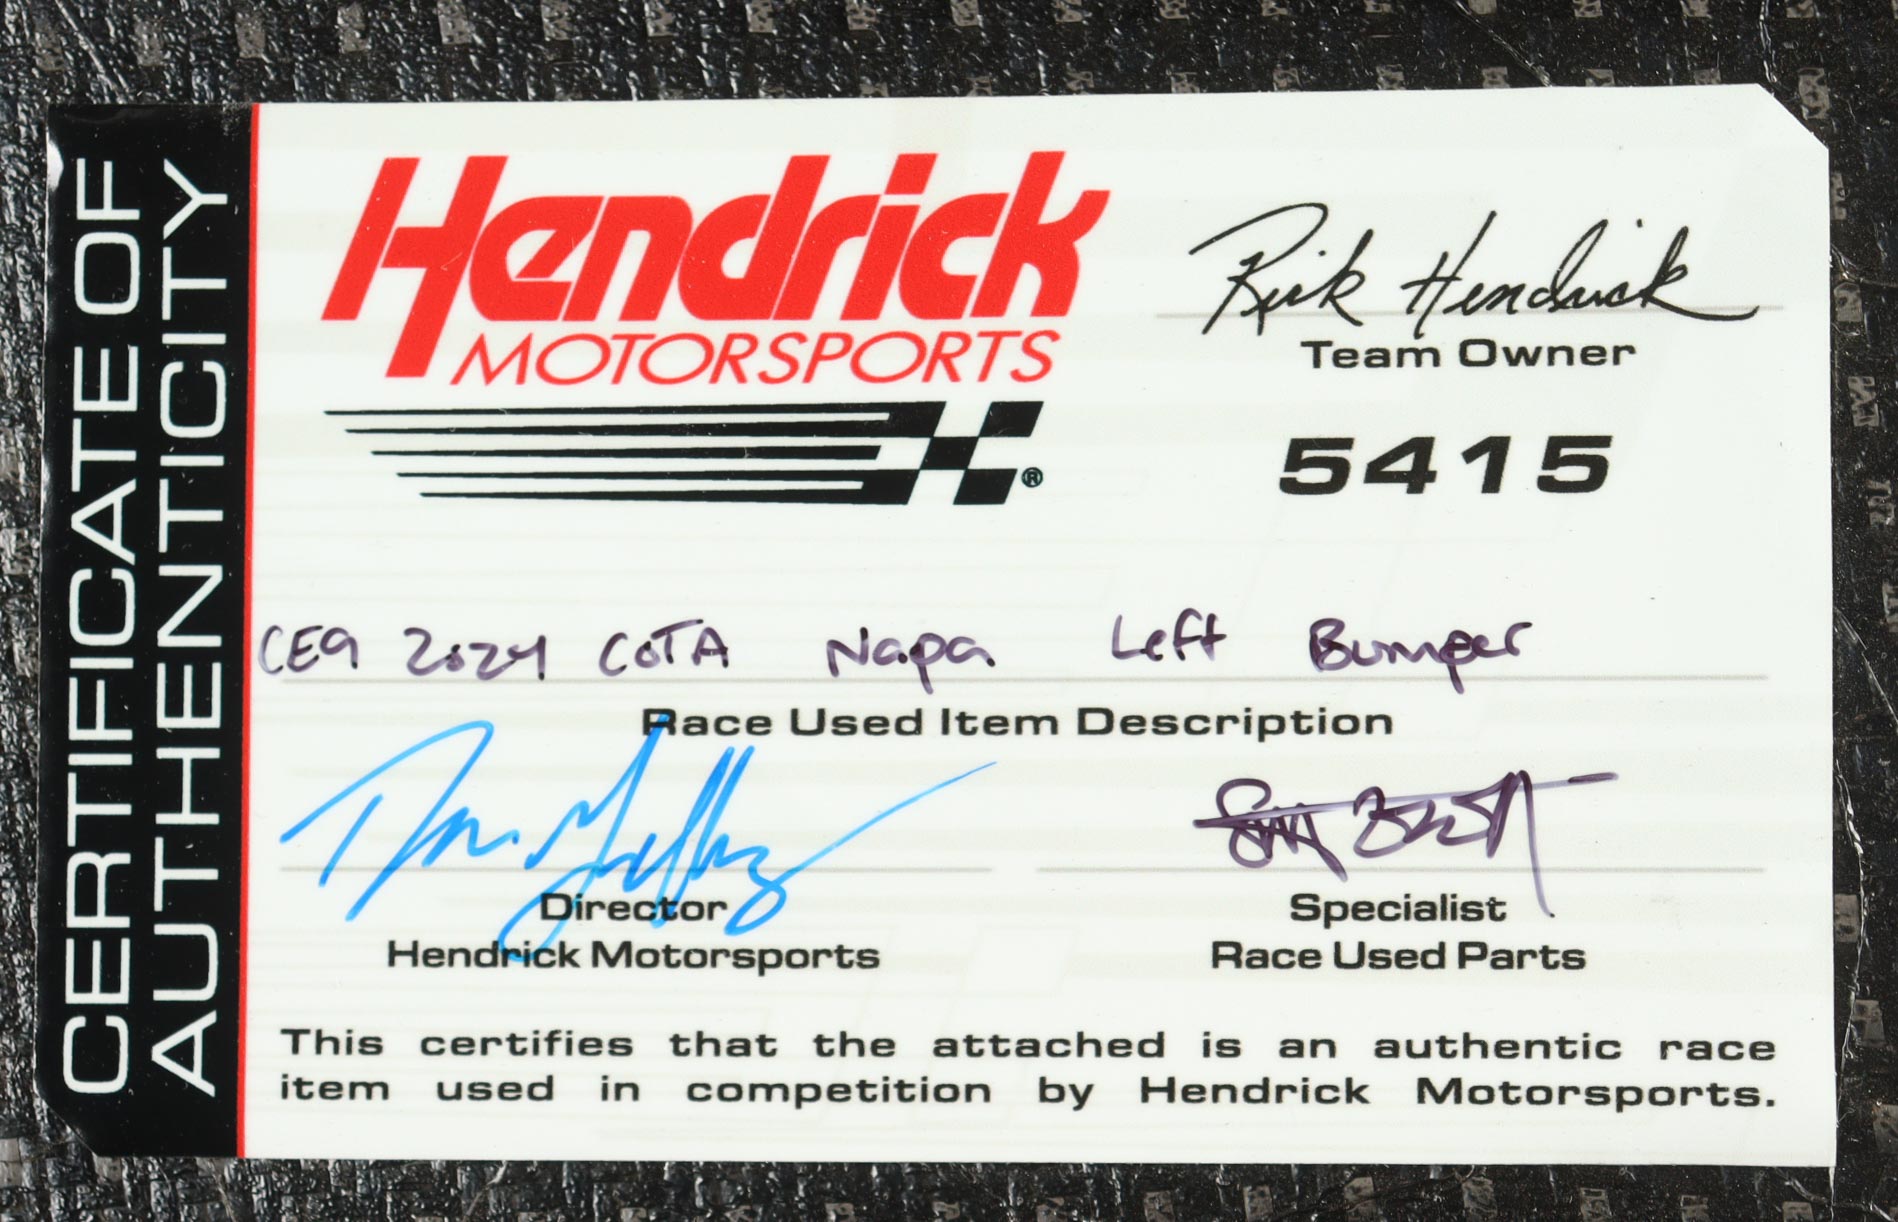 CERTIFICATE OF
AUTHENTICITY
Hendrick
MOTORSPORTS
®
Rick Hendrick
Team Owner
5415
CE9 2024 COTA Napa Left Bumper
Race Used Item Description
Director
Hendrick Motorsports
Specialist
Race Used Parts
This certifies that the attached is an authentic race
item used in competition by Hendrick Motorsports.